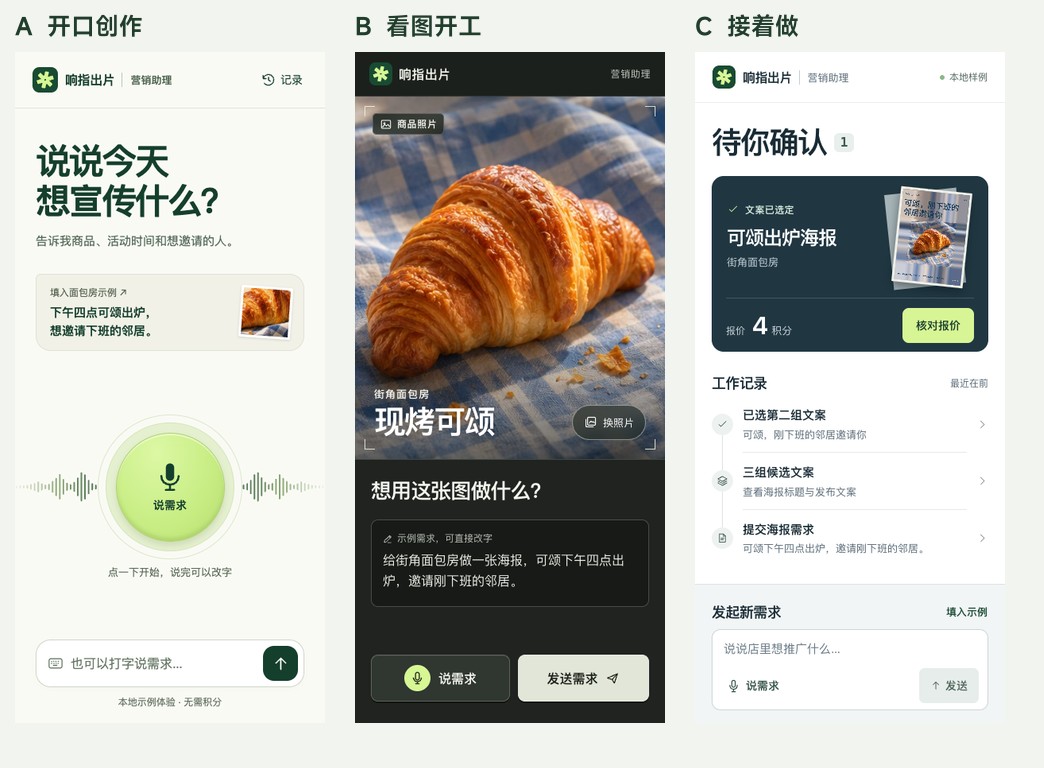 A 开口创作
响指出片
营销助理
记录
说说今天
想宣传什么？
告诉我商品、活动时间和想邀请的人。
填入面包房示例
下午四点可颂出炉，
想邀请下班的邻居。
说需求
点一下开始，说完可以改字
也可以打字说需求...
本地示例体验 · 无需积分
B 看图开工
响指出片
营销助理
商品照片
街角面包房
现烤可颂
换照片
想用这张图做什么？
示例需求，可直接改字
给街角面包房做一张海报，可颂下午四点出
炉，邀请刚下班的邻居。
说需求
发送需求
C 接着做
响指出片
营销助理
本地样例
待你确认 1
文案已选定
可颂出炉海报
街角面包房
可颂，刚下班的
邻居邀请你
报价 4 积分
核对报价
工作记录
最近在前
已选第二组文案
可颂，刚下班的邻居邀请你
三组候选文案
查看海报标题与发布文案
提交海报需求
可颂下午四点出炉，邀请刚下班的邻居。
发起新需求
填入示例
说说店里想推广什么...
说需求
发送